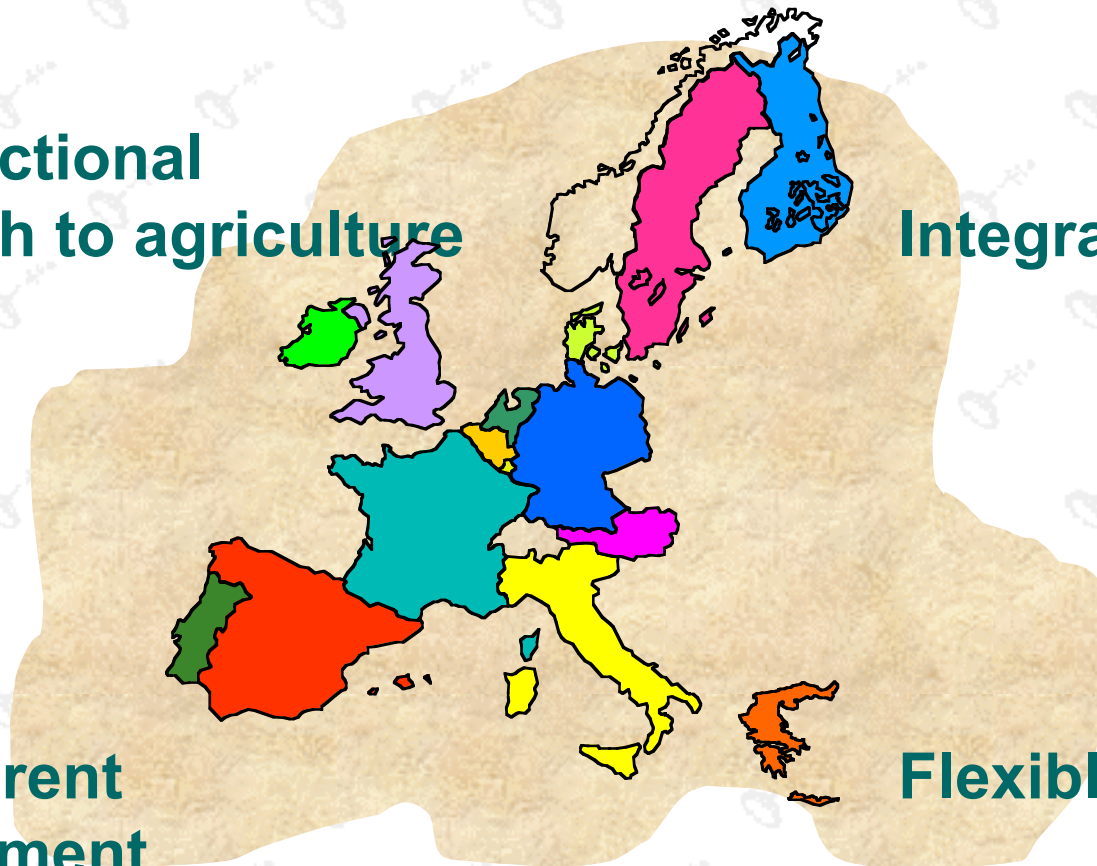 ctional
h to agriculture
Integra
rent
ment
Flexibl